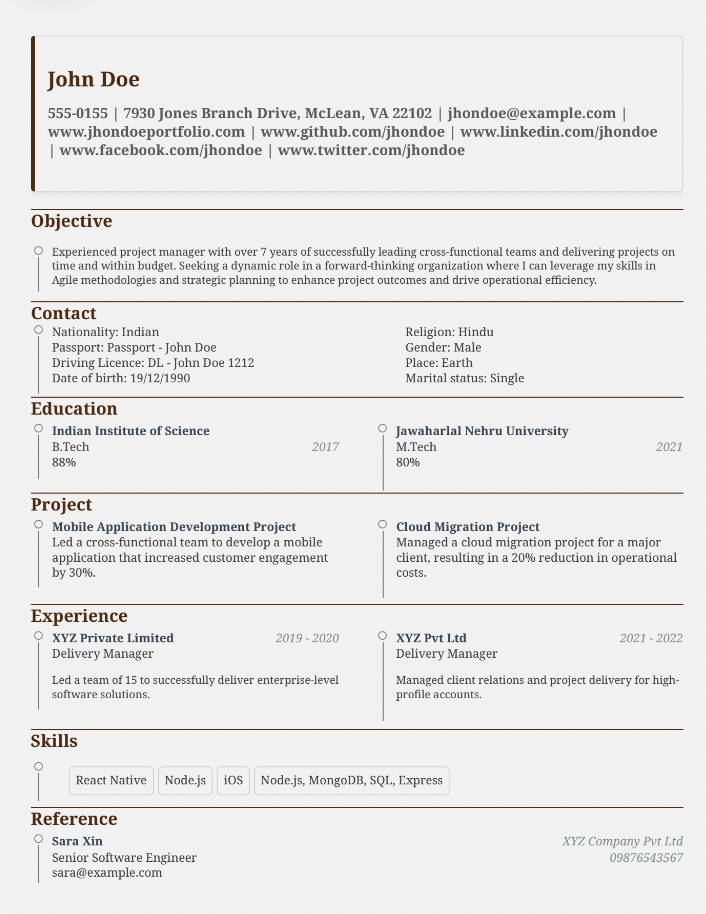 John Doe
555-0155 | 7930 Jones Branch Drive, McLean, VA 22102 | jhondoe@example.com |
www.jhondoeportfolio.com | www.github.com/jhondoe | www.linkedin.com/jhondoe
| www.facebook.com/jhondoe | www.twitter.com/jhondoe
Objective
Experienced project manager with over 7 years of successfully leading cross-functional teams and delivering projects on
time and within budget. Seeking a dynamic role in a forward-thinking organization where I can leverage my skills in
Agile methodologies and strategic planning to enhance project outcomes and drive operational efficiency.
Contact
Nationality: Indian
Passport: Passport - John Doe
Driving Licence: DL - John Doe 1212
Date of birth: 19/12/1990
Religion: Hindu
Gender: Male
Place: Earth
Marital status: Single
Education
Indian Institute of Science
B.Tech 2017
88%
Jawaharlal Nehru University
M.Tech 2021
80%
Project
Mobile Application Development Project
Led a cross-functional team to develop a mobile
application that increased customer engagement
by 30%.
Cloud Migration Project
Managed a cloud migration project for a major
client, resulting in a 20% reduction in operational
costs.
Experience
XYZ Private Limited 2019 - 2020
Delivery Manager
Led a team of 15 to successfully deliver enterprise-level
software solutions.
XYZ Pvt Ltd 2021 - 2022
Delivery Manager
Managed client relations and project delivery for high-
profile accounts.
Skills
React Native Node.js iOS Node.js, MongoDB, SQL, Express
Reference
Sara Xin XYZ Company Pvt Ltd
Senior Software Engineer 09876543567
sara@example.com